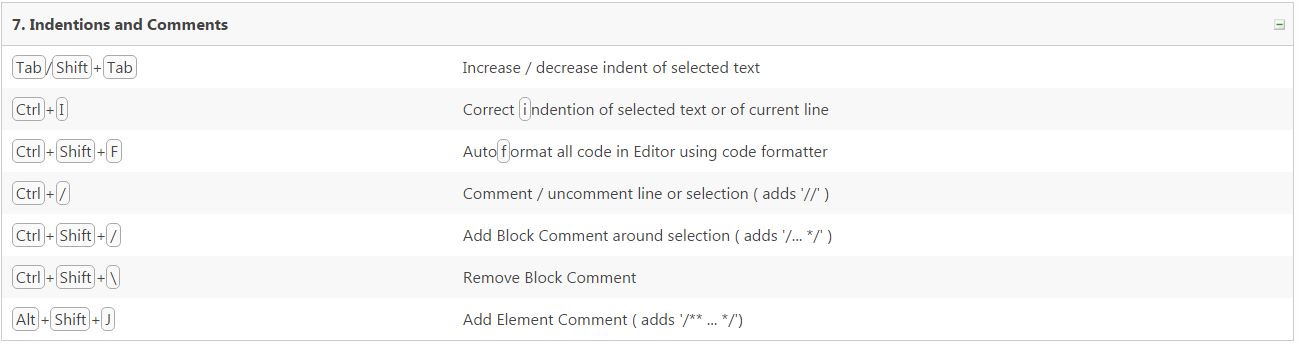 7. Indentions and Comments
Tab/Shift+Tab Increase / decrease indent of selected text
Ctrl+I Correct indention of selected text or of current line
Ctrl+Shift+F Autoformat all code in Editor using code formatter
Ctrl+/ Comment / uncomment line or selection ( adds '//' )
Ctrl+Shift+/ Add Block Comment around selection ( adds '/... */' )
Ctrl+Shift+\ Remove Block Comment
Alt+Shift+J Add Element Comment ( adds '/** ... */')